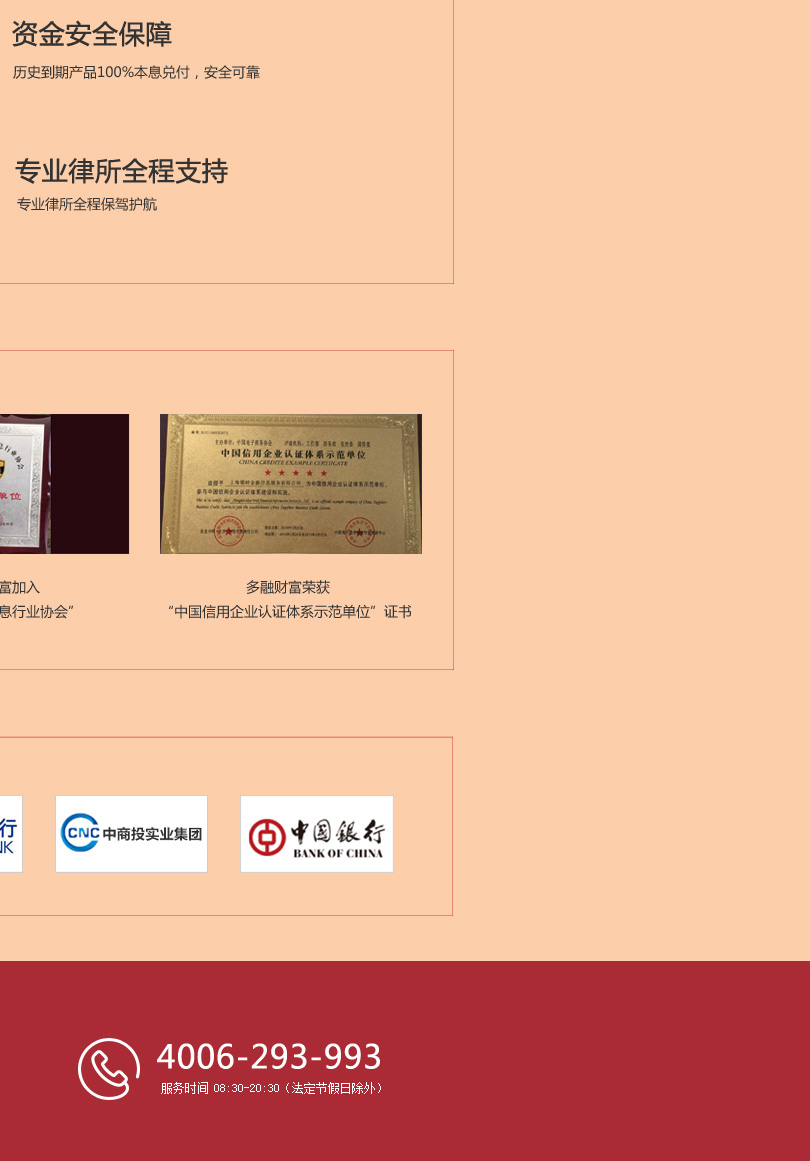 资金安全保障
历史到期产品100%本息兑付，安全可靠
专业律所全程支持
专业律所全程保驾护航
中国信用企业认证体系示范单位
CHINA CREDITE EXAMPLE CERTIFICATE
富加入
息行业协会”
多融财富荣获
“中国信用企业认证体系示范单位”证书
行
NK
CNC 中商投实业集团
中国银行
BANK OF CHINA
4006-293-993
服务时间 08:30-20:30（法定节假日除外）